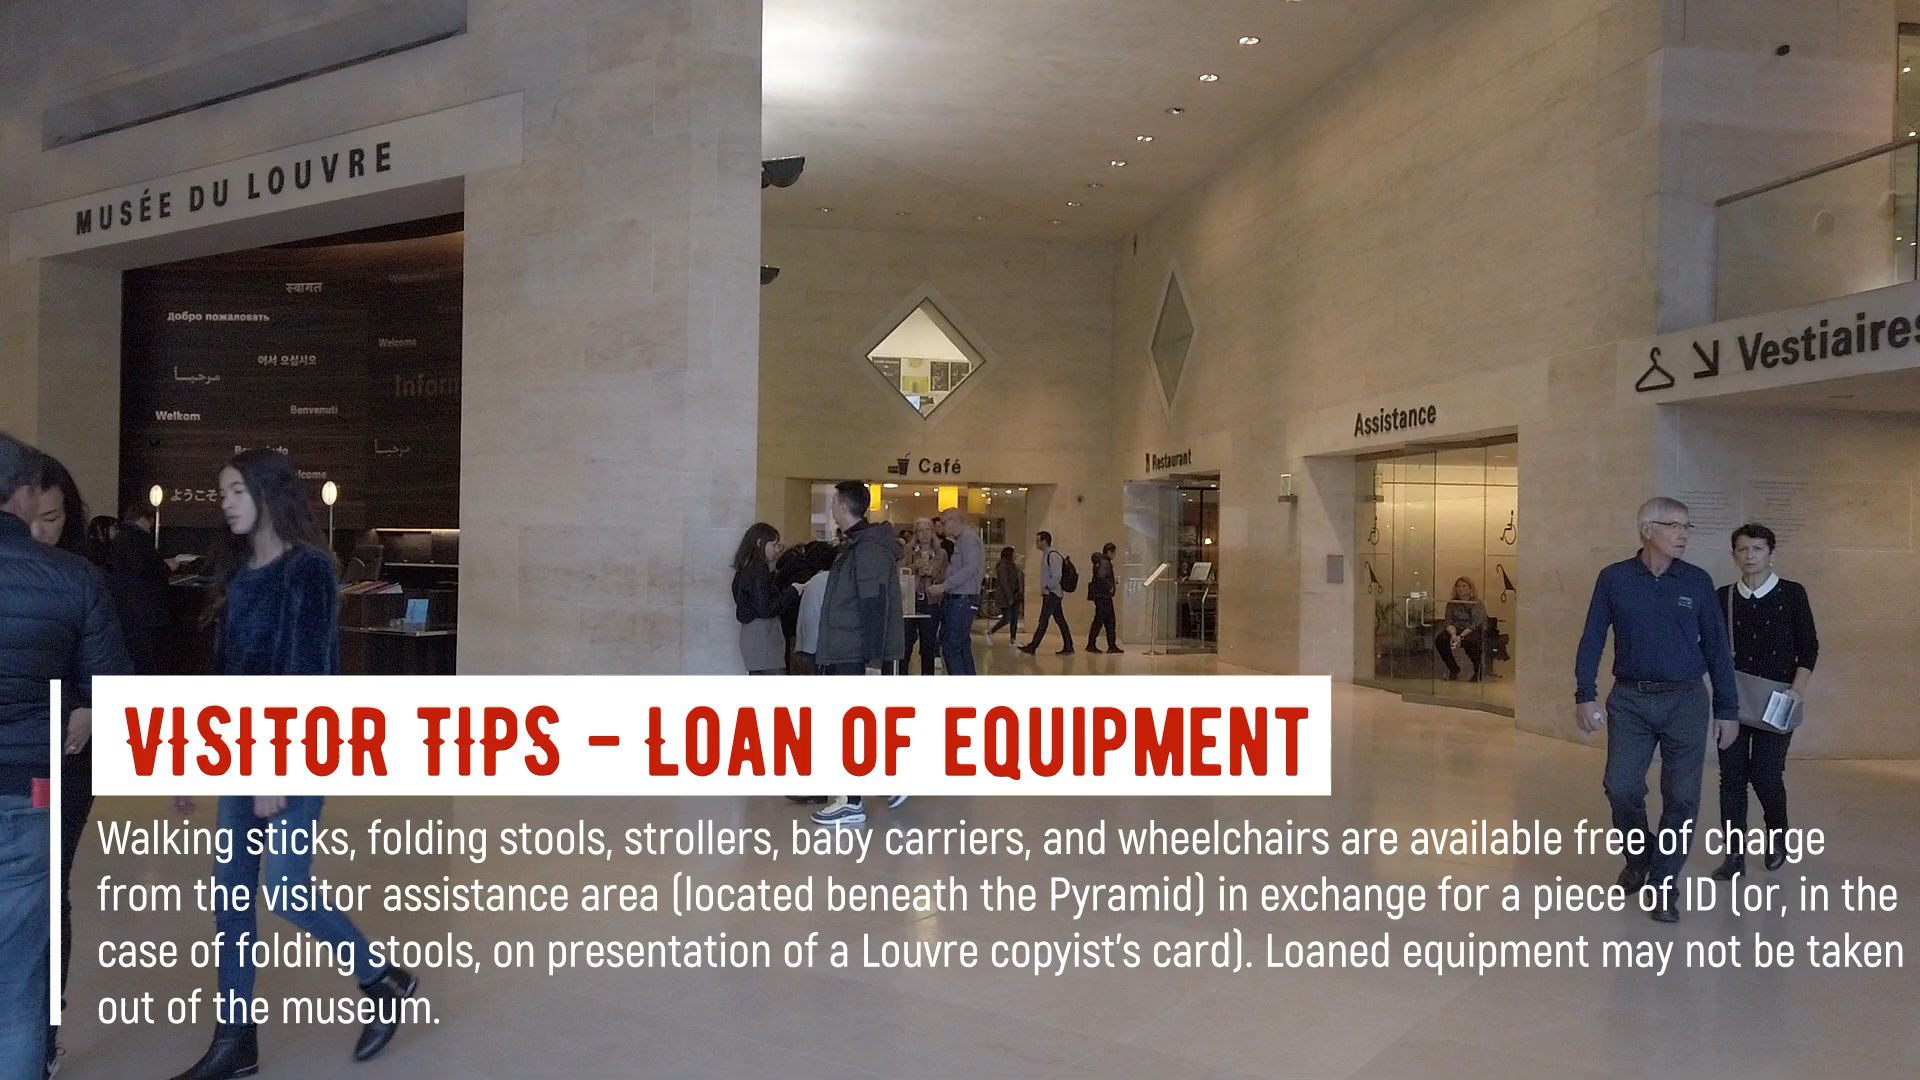 MUSÉE DU LOUVRE
स्वागत
Добро пожаловать
Welcome
어서 오십시오
مرحبـــاً
Welkom
Benvenuti
مرحباً
ようこそ
Café
Restaurant
Assistance
Vestiaires
VISITOR TIPS - LOAN OF EQUIPMENT
Walking sticks, folding stools, strollers, baby carriers, and wheelchairs are available free of charge
from the visitor assistance area (located beneath the Pyramid) in exchange for a piece of ID (or, in the
case of folding stools, on presentation of a Louvre copyist's card). Loaned equipment may not be taken
out of the museum.